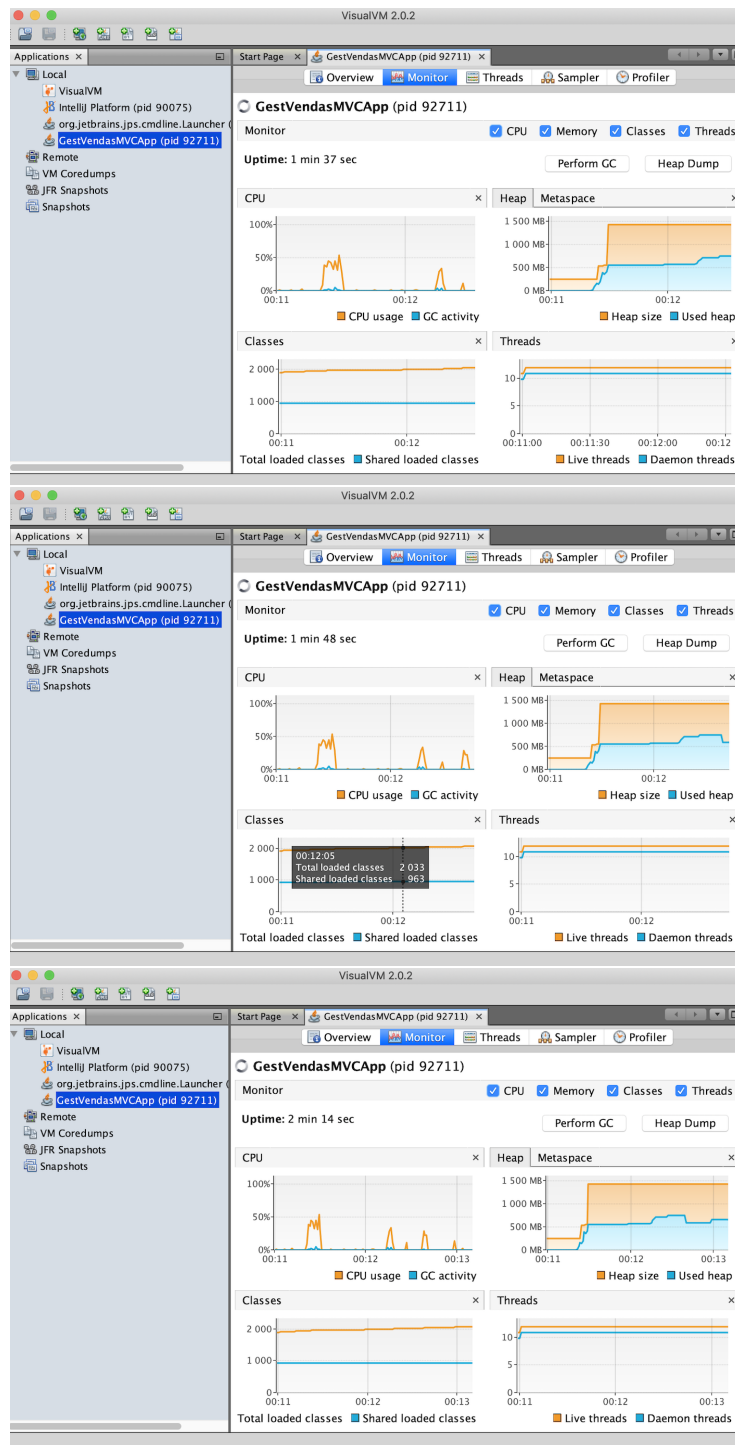 VisualVM 2.0.2
Applications × Start Page × GestVendasMVCApp (pid 92711) ×
Local
VisualVM
IntelliJ Platform (pid 90075)
org.jetbrains.jps.cmdline.Launcher (
GestVendasMVCApp (pid 92711)
Remote
VM Coredumps
JFR Snapshots
Snapshots
Overview Monitor Threads Sampler Profiler
GestVendasMVCApp (pid 92711)
Monitor CPU Memory Classes Threads
Uptime: 1 min 37 sec Perform GC Heap Dump
CPU ×
100%
50%
0%
00:11 00:12
CPU usage GC activity
Heap Metaspace ×
1 500 MB
1 000 MB
500 MB
0 MB
00:11 00:12
Heap size Used heap
Classes ×
2 000
1 000
0
00:11 00:12
Total loaded classes Shared loaded classes
Threads ×
10
5
0
00:11:00 00:11:30 00:12:00 00:12
Live threads Daemon threads
VisualVM 2.0.2
Applications × Start Page × GestVendasMVCApp (pid 92711) ×
Local
VisualVM
IntelliJ Platform (pid 90075)
org.jetbrains.jps.cmdline.Launcher (
GestVendasMVCApp (pid 92711)
Remote
VM Coredumps
JFR Snapshots
Snapshots
Overview Monitor Threads Sampler Profiler
GestVendasMVCApp (pid 92711)
Monitor CPU Memory Classes Threads
Uptime: 1 min 48 sec Perform GC Heap Dump
CPU ×
100%
50%
0%
00:11 00:12
CPU usage GC activity
Heap Metaspace ×
1 500 MB
1 000 MB
500 MB
0 MB
00:11 00:12
Heap size Used heap
Classes ×
2 000
1 000
0
00:12:05
Total loaded classes 2 033
Shared loaded classes 963
00:11 00:12
Total loaded classes Shared loaded classes
Threads ×
10
5
0
00:11 00:12
Live threads Daemon threads
VisualVM 2.0.2
Applications × Start Page × GestVendasMVCApp (pid 92711) ×
Local
VisualVM
IntelliJ Platform (pid 90075)
org.jetbrains.jps.cmdline.Launcher (
GestVendasMVCApp (pid 92711)
Remote
VM Coredumps
JFR Snapshots
Snapshots
Overview Monitor Threads Sampler Profiler
GestVendasMVCApp (pid 92711)
Monitor CPU Memory Classes Threads
Uptime: 2 min 14 sec Perform GC Heap Dump
CPU ×
100%
50%
0%
00:11 00:12 00:13
CPU usage GC activity
Heap Metaspace ×
1 500 MB
1 000 MB
500 MB
0 MB
00:11 00:12 00:13
Heap size Used heap
Classes ×
2 000
1 000
0
00:11 00:12 00:13
Total loaded classes Shared loaded classes
Threads ×
10
5
0
00:11 00:12 00:13
Live threads Daemon threads